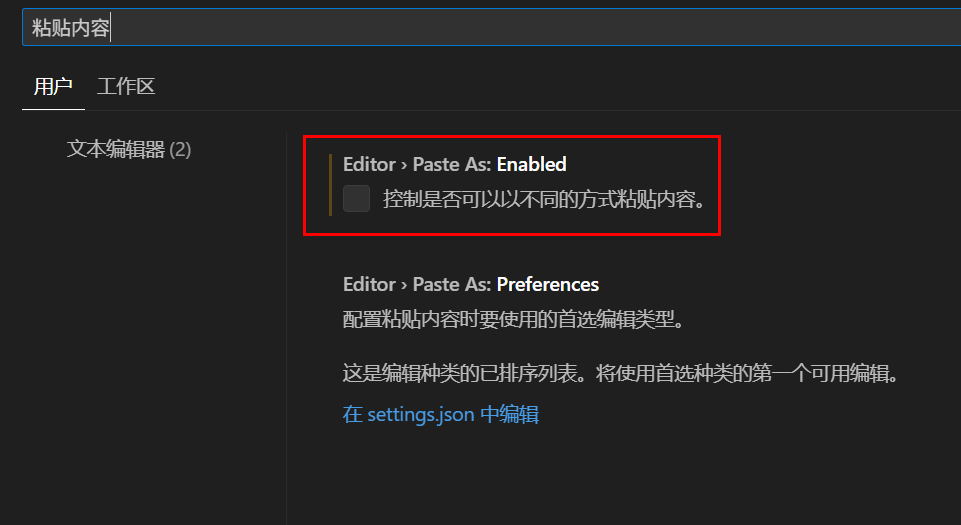 粘贴内容
用户 工作区
文本编辑器 (2)
Editor › Paste As: Enabled
控制是否可以以不同的方式粘贴内容。
Editor › Paste As: Preferences
配置粘贴内容时要使用的首选编辑类型。
这是编辑种类的已排序列表。将使用首选种类的第一个可用编辑。
在 settings.json 中编辑